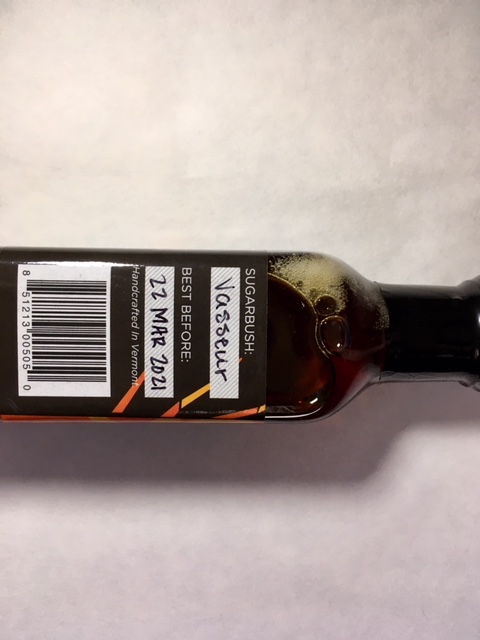 SUGARBUSH:
Vasseur
BEST BEFORE:
22 MAR 2021
Handcrafted In Vermont
8 51213 00505 0